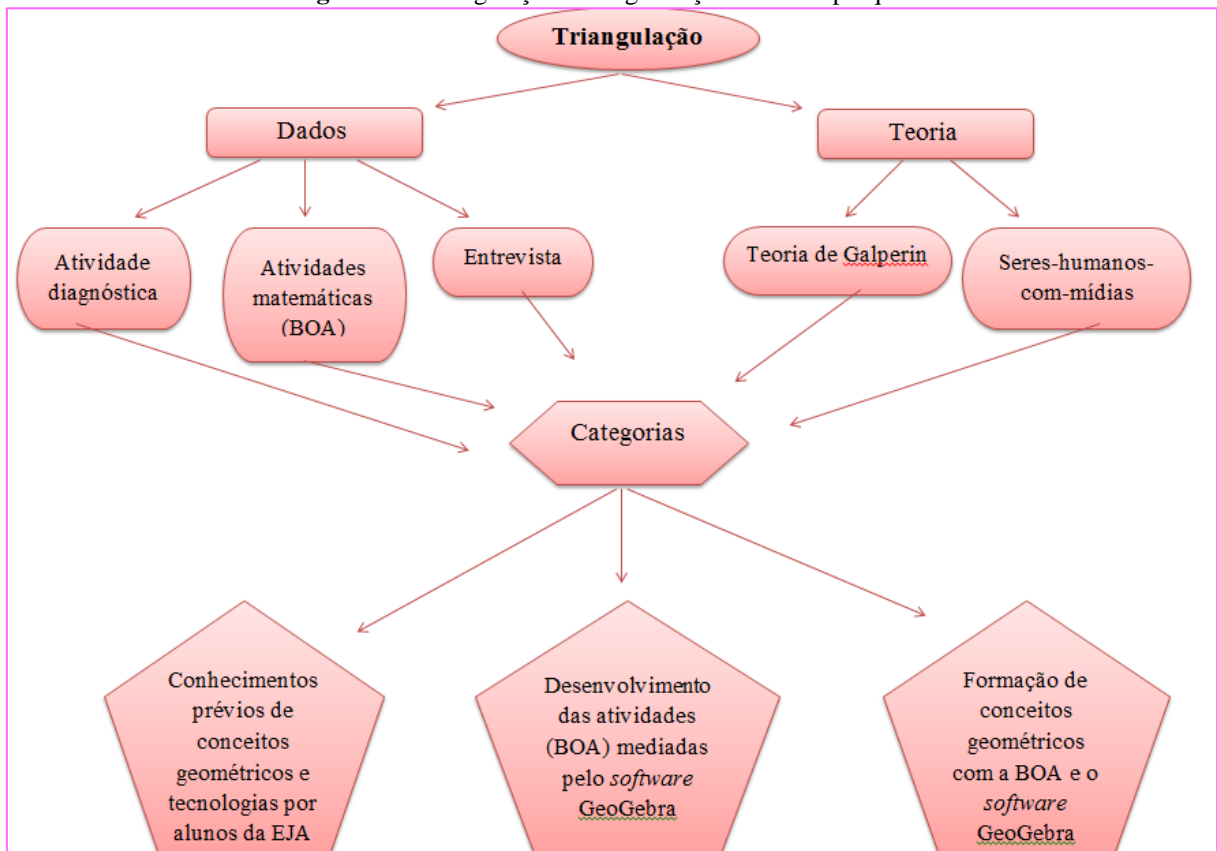 Triangulação
Dados
Teoria
Atividade
diagnóstica
Atividades
matemáticas
(BOA)
Entrevista
Teoria de Galperin
Seres-humanos-
com-mídias
Categorias
Conhecimentos
prévios de
conceitos
geométricos e
tecnologias por
alunos da EJA
Desenvolvimento
das atividades
(BOA) mediadas
pelo software
GeoGebra
Formação de
conceitos
geométricos
com a BOA e o
software
GeoGebra